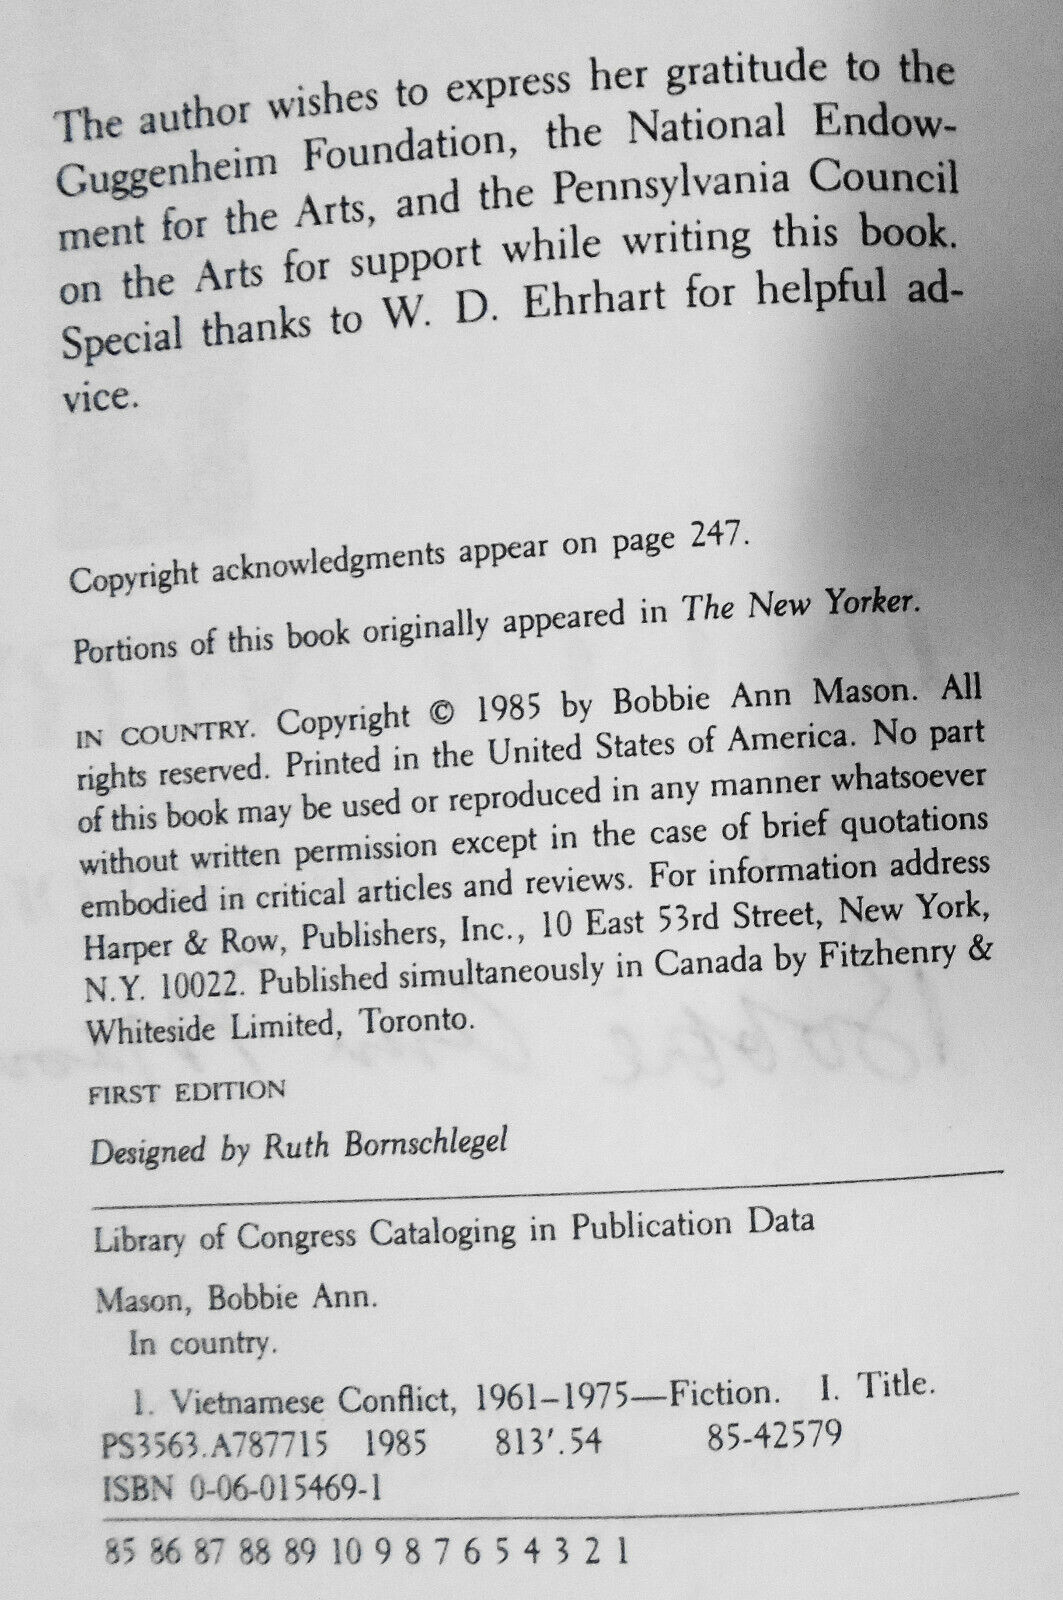 The author wishes to express her gratitude to the
Guggenheim Foundation, the National Endow-
ment for the Arts, and the Pennsylvania Council
on the Arts for support while writing this book.
Special thanks to W. D. Ehrhart for helpful ad-
vice.
Copyright acknowledgments appear on page 247.
Portions of this book originally appeared in The New Yorker.
IN COUNTRY. Copyright © 1985 by Bobbie Ann Mason. All
rights reserved. Printed in the United States of America. No part
of this book may be used or reproduced in any manner whatsoever
without written permission except in the case of brief quotations
embodied in critical articles and reviews. For information address
Harper & Row, Publishers, Inc., 10 East 53rd Street, New York,
N.Y. 10022. Published simultaneously in Canada by Fitzhenry &
Whiteside Limited, Toronto.
FIRST EDITION
Designed by Ruth Bornschlegel
Library of Congress Cataloging in Publication Data
Mason, Bobbie Ann.
In country.
1. Vietnamese Conflict, 1961–1975—Fiction. I. Title.
PS3563.A787715 1985 813′.54 85-42579
ISBN 0-06-015469-1
85 86 87 88 89 10 9 8 7 6 5 4 3 2 1